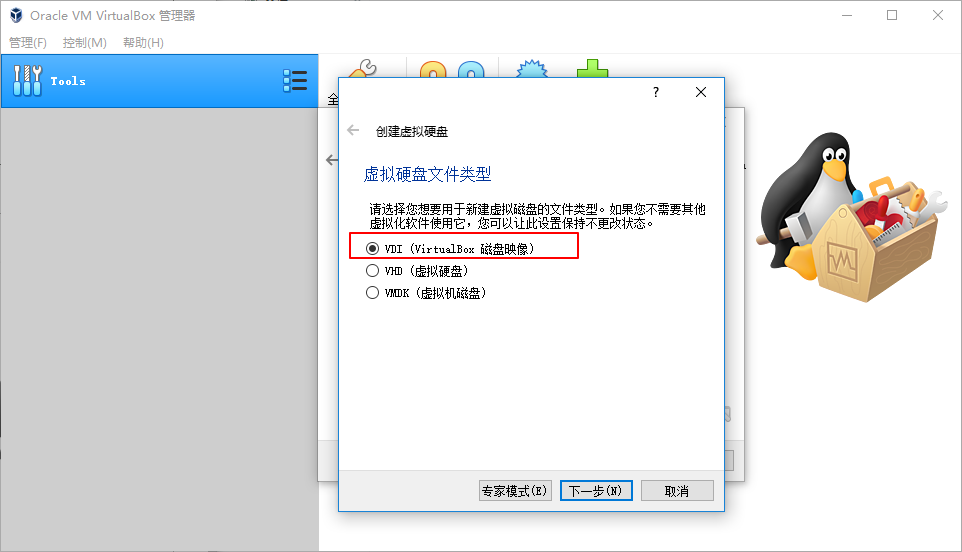 Oracle VM VirtualBox 管理器
管理(F) 控制(M) 帮助(H)
Tools
全
?
创建虚拟硬盘
虚拟硬盘文件类型
请选择您想要用于新建虚拟磁盘的文件类型。如果您不需要其他
虚拟化软件使用它，您可以让此设置保持不更改状态。
VDI (VirtualBox 磁盘映像)
VHD (虚拟硬盘)
VMDK (虚拟机磁盘)
专家模式(E) 下一步(N) 取消